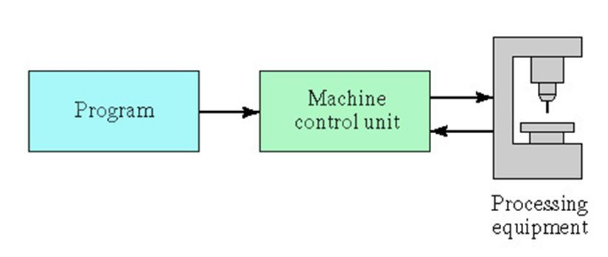 Program
Machine
control unit
Processing
equipment